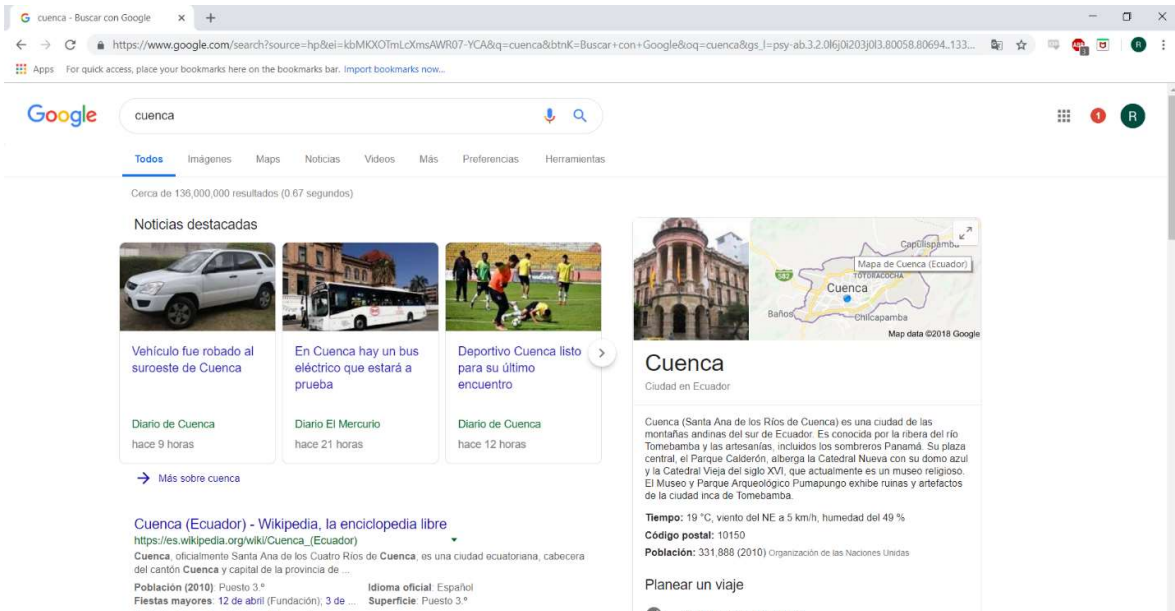 cuenca - Buscar con Google
https://www.google.com/search?source=hp&ei=kbMKXOTmLcXmsAWR07-YCA&q=cuenca&btnK=Buscar+con+Google&oq=cuenca&gs_l=psy-ab.3.2.0l6j0i203j0l3.80058.80694..133...
Apps For quick access, place your bookmarks here on the bookmarks bar. Import bookmarks now...
Google
cuenca
1
R
Todos Imágenes Maps Noticias Videos Más Preferencias Herramientas
Cerca de 136,000,000 resultados (0.67 segundos)
Noticias destacadas
Vehículo fue robado al
suroeste de Cuenca
Diario de Cuenca
hace 9 horas
En Cuenca hay un bus
eléctrico que estará a
prueba
Diario El Mercurio
hace 21 horas
Deportivo Cuenca listo
para su último
encuentro
Diario de Cuenca
hace 12 horas
Más sobre cuenca
Cuenca (Ecuador) - Wikipedia, la enciclopedia libre
https://es.wikipedia.org/wiki/Cuenca_(Ecuador)
Cuenca, oficialmente Santa Ana de los Cuatro Ríos de Cuenca, es una ciudad ecuatoriana, cabecera
del cantón Cuenca y capital de la provincia de ...
Población (2010): Puesto 3.º Idioma oficial: Español
Fiestas mayores: 12 de abril (Fundación); 3 de ... Superficie: Puesto 3.º
Capulispamba
Mapa de Cuenca (Ecuador)
582
TOTORACOCHA
Cuenca
Baños
Chilcapamba
Map data ©2018 Google
Cuenca
Ciudad en Ecuador
Cuenca (Santa Ana de los Ríos de Cuenca) es una ciudad de las
montañas andinas del sur de Ecuador. Es conocida por la ribera del río
Tomebamba y las artesanías, incluidos los sombreros Panamá. Su plaza
central, el Parque Calderón, alberga la Catedral Nueva con su domo azul
y la Catedral Vieja del siglo XVI, que actualmente es un museo religioso.
El Museo y Parque Arqueológico Pumapungo exhibe ruinas y artefactos
de la ciudad inca de Tomebamba.
Tiempo: 19 °C, viento del NE a 5 km/h, humedad del 49 %
Código postal: 10150
Población: 331,888 (2010) Organización de las Naciones Unidas
Planear un viaje